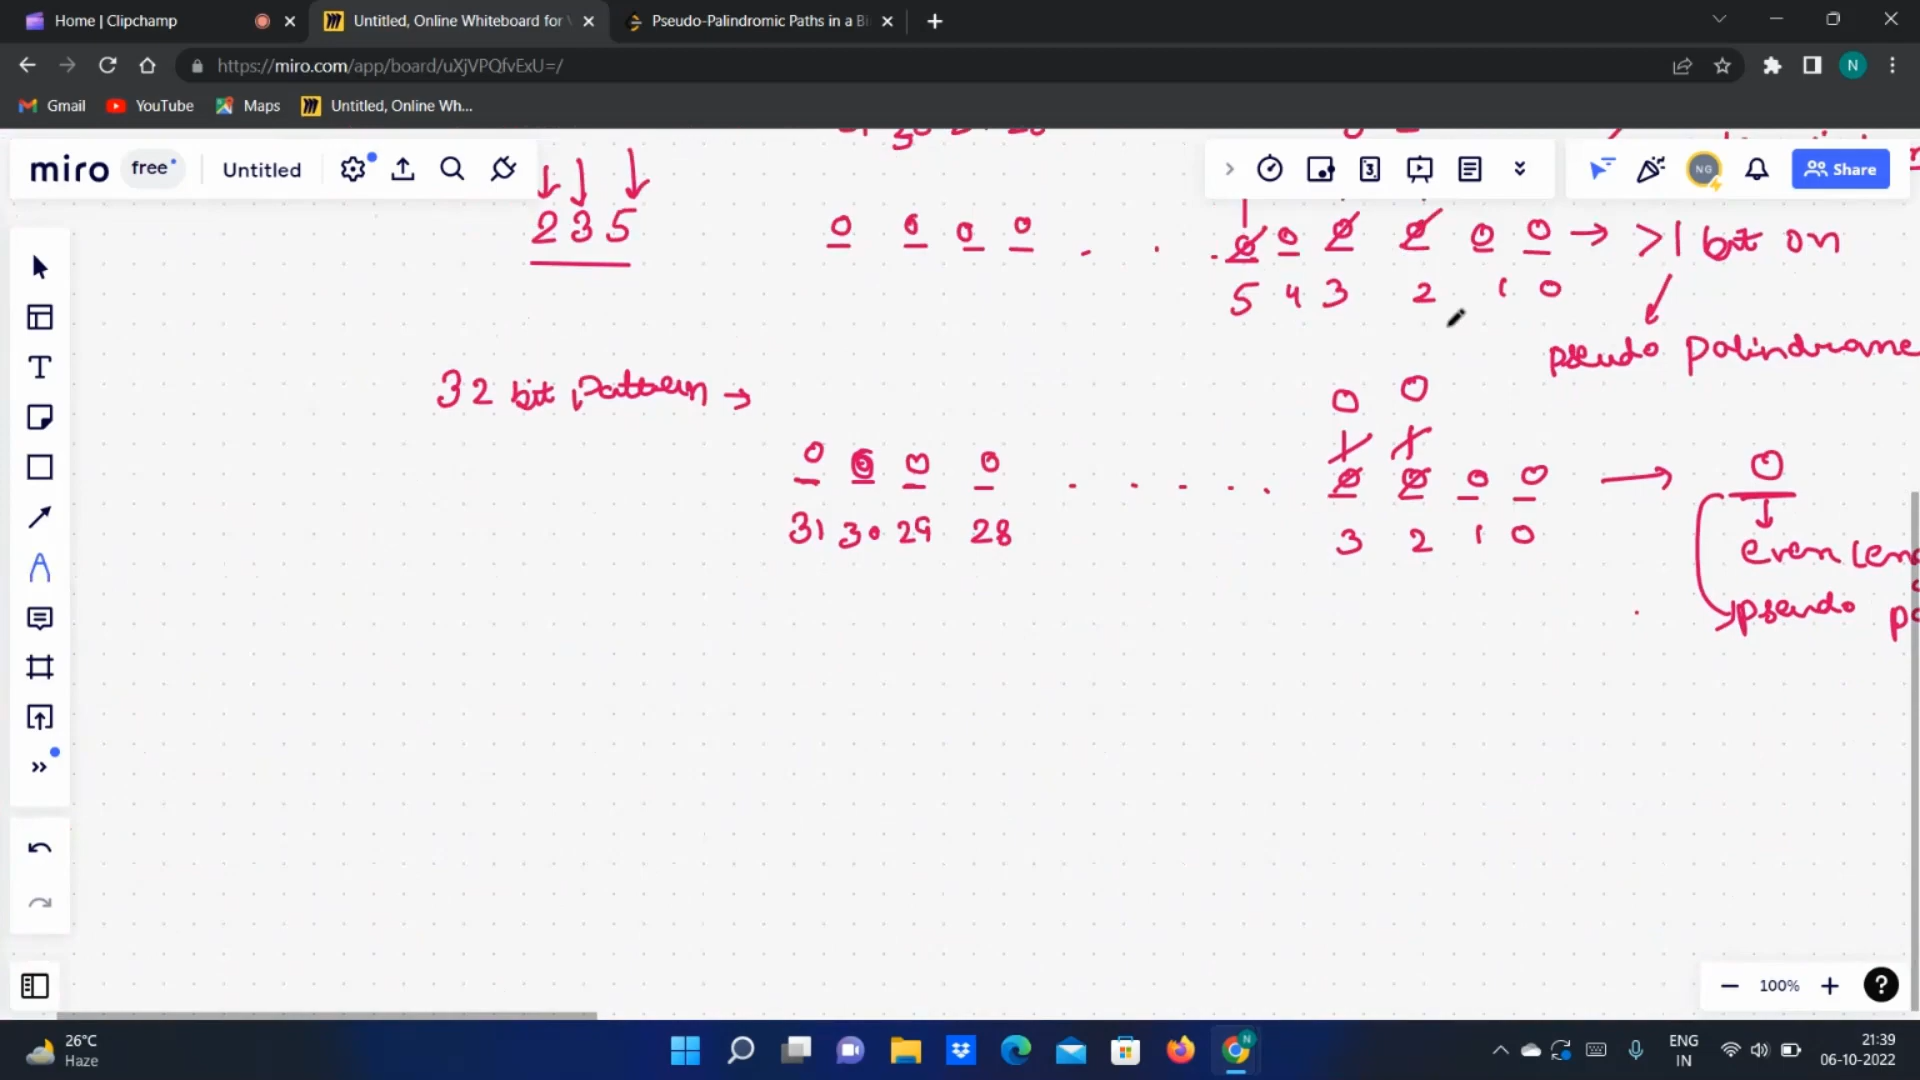 Home | Clipchamp
Untitled, Online Whiteboard for
Pseudo-Palindromic Paths in a Bi
https://miro.com/app/board/uXjVPQfvExU=/
N
Gmail
YouTube
Maps
Untitled, Online Wh...
miro
free
Untitled
NG
Share
2 3 5
0 0 0 0 . . . 0 0 0 0 0 0 → >1 bit on
5 4 3 2 1 0
pseudo palindrome
32 bit pattern →
0 0
1 1
0 0 0 0 . . . . . 0 0 0 0 → 0
31 30 29 28 3 2 1 0
even len
pseudo
100%
26°C
Haze
ENG
IN
21:39
06-10-2022